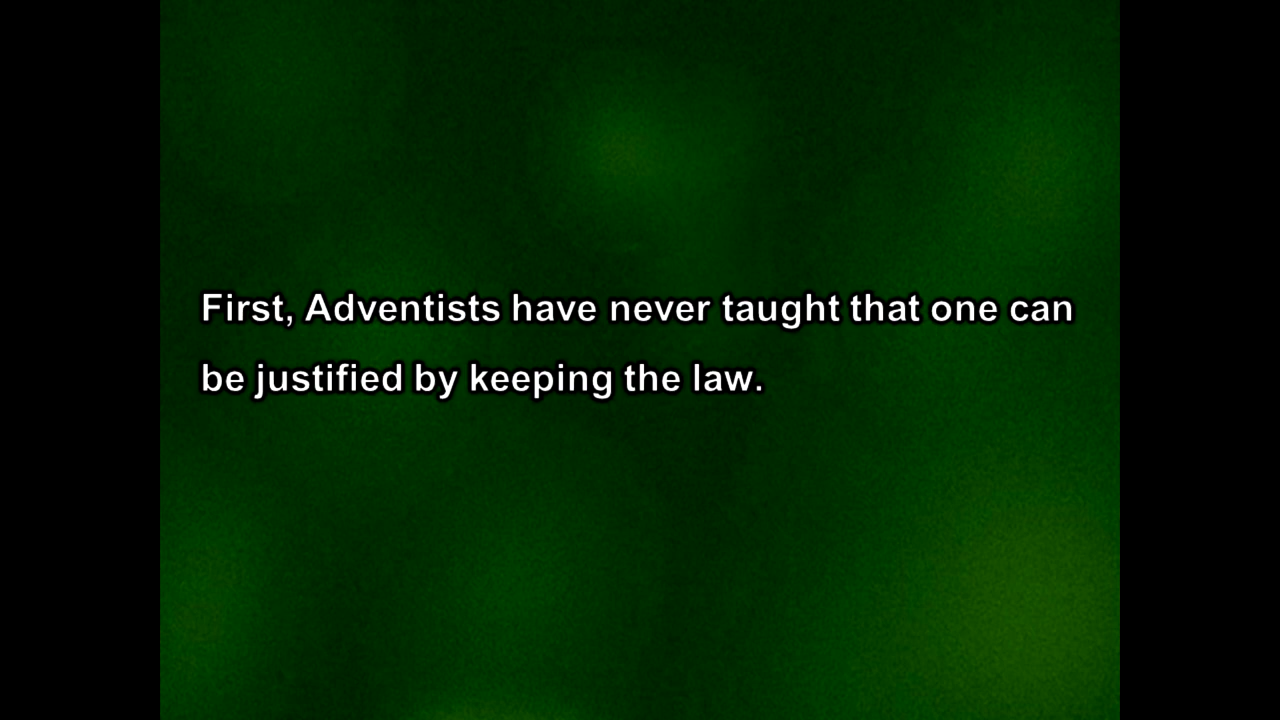 First, Adventists have never taught that one can
be justified by keeping the law.